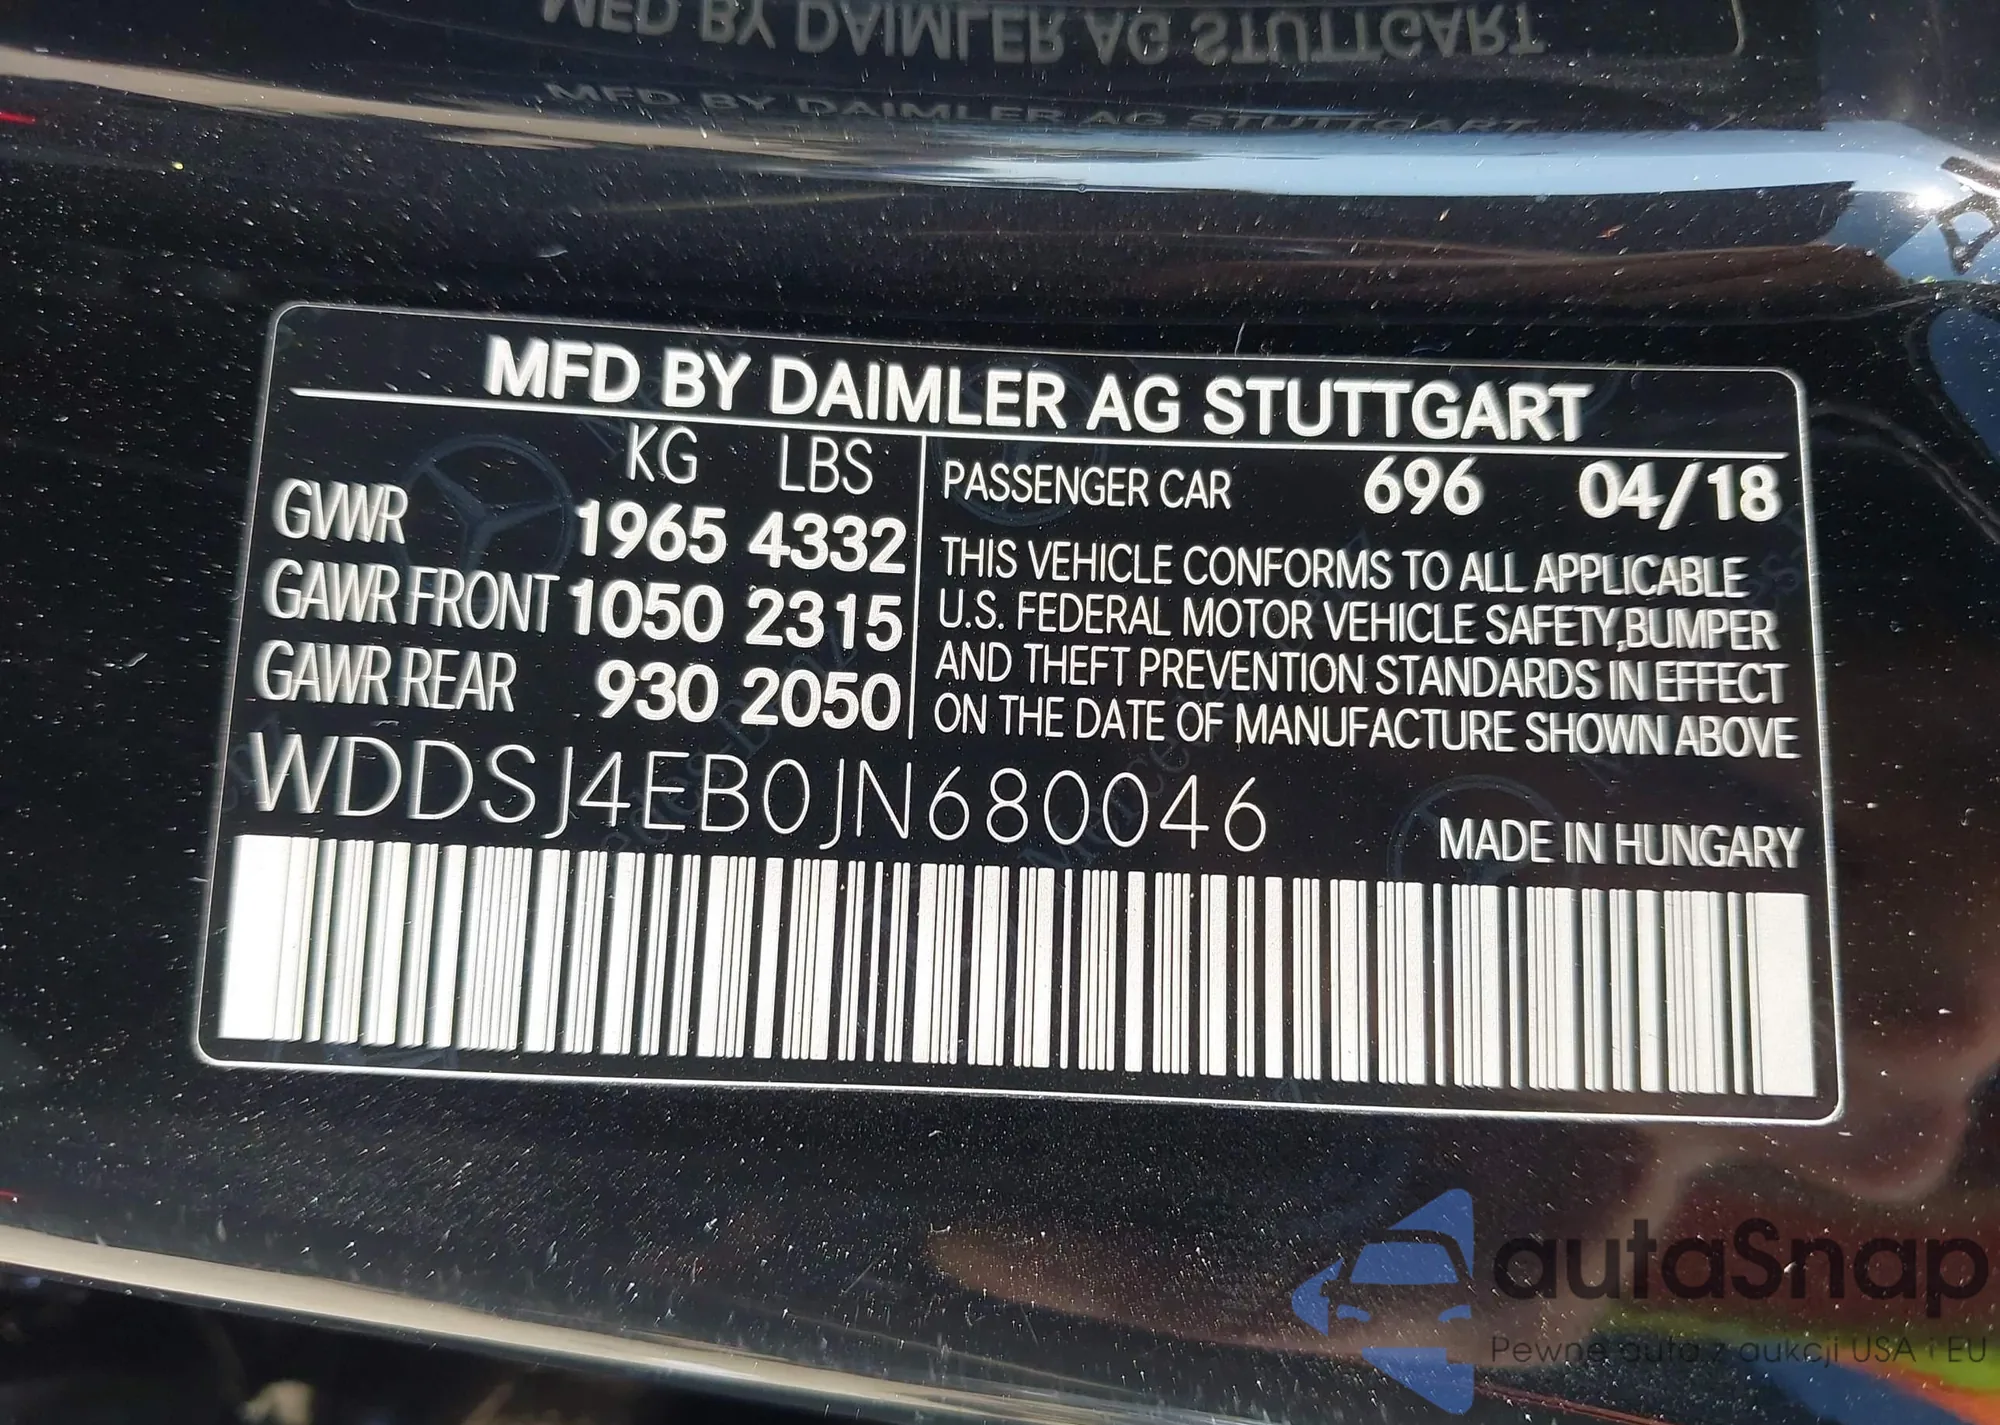 MFD BY DAIMLER AG STUTTGART
MFD BY DAIMLER AG STUTTGART
MFD BY DAIMLER AG STUTTGART
KG LBS
GVWR 1965 4332
GAWR FRONT 1050 2315
GAWR REAR 930 2050
PASSENGER CAR 696 04/18
THIS VEHICLE CONFORMS TO ALL APPLICABLE
U.S. FEDERAL MOTOR VEHICLE SAFETY, BUMPER
AND THEFT PREVENTION STANDARDS IN EFFECT
ON THE DATE OF MANUFACTURE SHOWN ABOVE
WDDSJ4EB0JN680046
MADE IN HUNGARY
autaSnap
Pewne auta z aukcji USA i EU